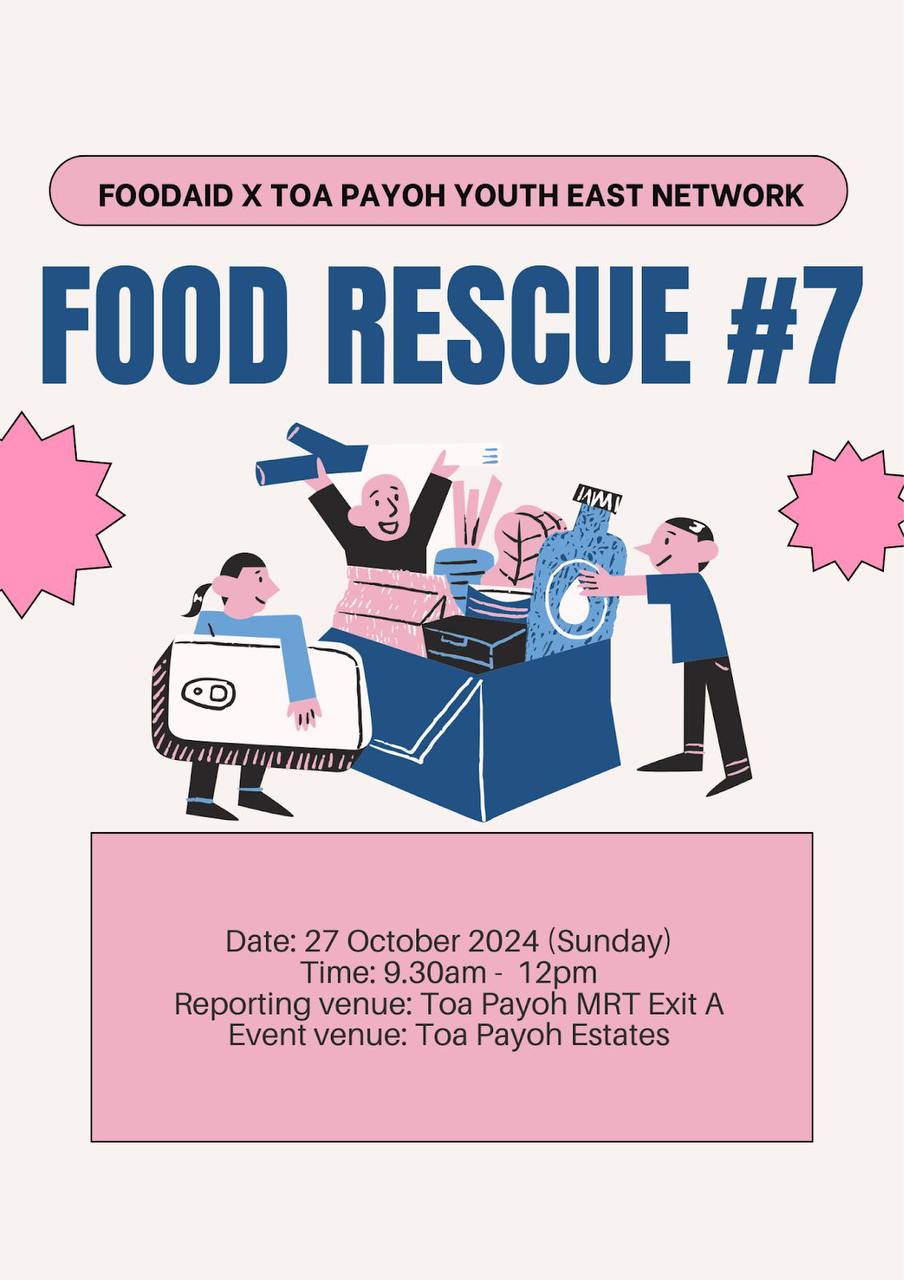 FOODAID X TOA PAYOH YOUTH EAST NETWORK
FOOD RESCUE #7
Date: 27 October 2024 (Sunday)
Time: 9.30am - 12pm
Reporting venue: Toa Payoh MRT Exit A
Event venue: Toa Payoh Estates